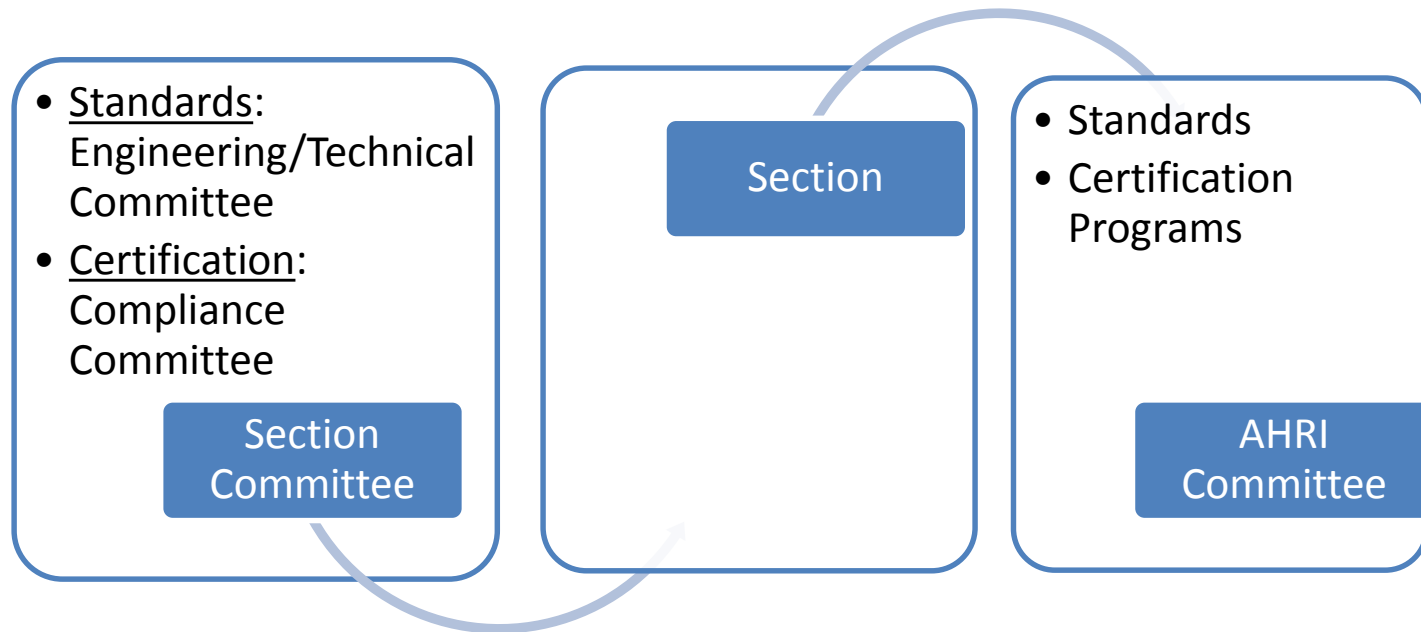 • Standards:
Engineering/Technical
Committee
• Certification:
Compliance
Committee
Section
Committee
Section
• Standards
• Certification
Programs
AHRI
Committee